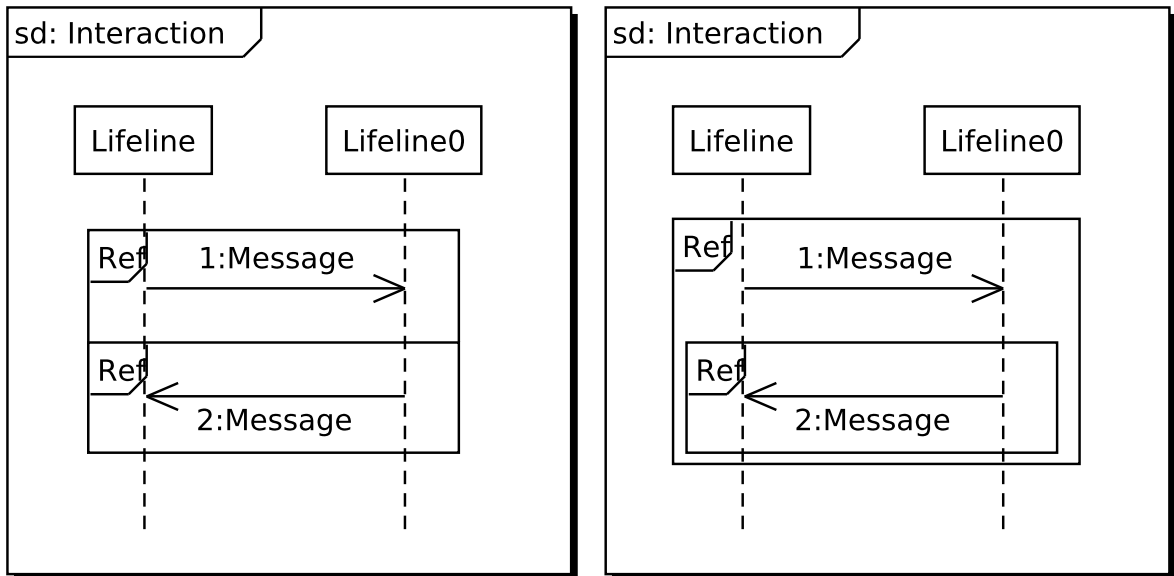 sd: Interaction
Lifeline
Lifeline0
Ref
1:Message
Ref
2:Message
sd: Interaction
Lifeline
Lifeline0
Ref
1:Message
Ref
2:Message